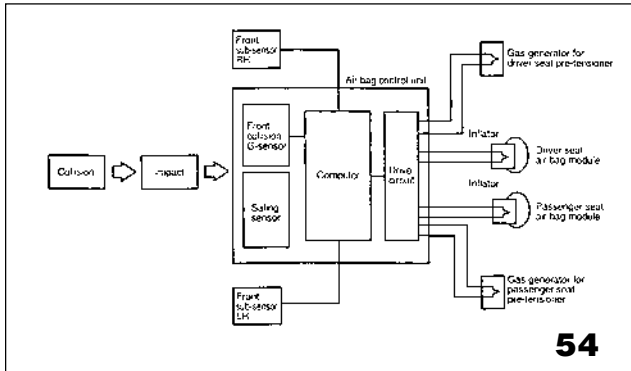 Front
sub-sensor
RH
Air bag control unit
Gas generator for
driver seat pre-tensioner
Front
collision
G-sensor
Computer
Drive
circuit
Inflator
Driver seat
air bag module
Collision
Impact
Safing
sensor
Inflator
Passenger seat
air bag module
Front
sub-sensor
LH
Gas generator for
passenger seat
pre-tensioner
54